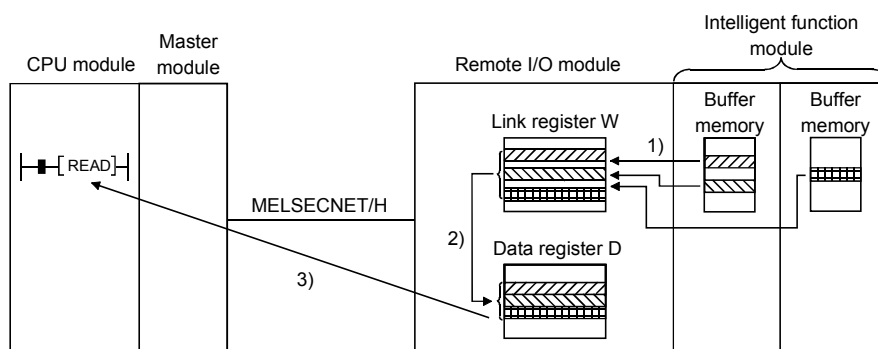 Intelligent function
module
Master
module
CPU module
Remote I/O module
Buffer
memory
Buffer
memory
Link register W
1)
READ
MELSECNET/H
2)
Data register D
3)